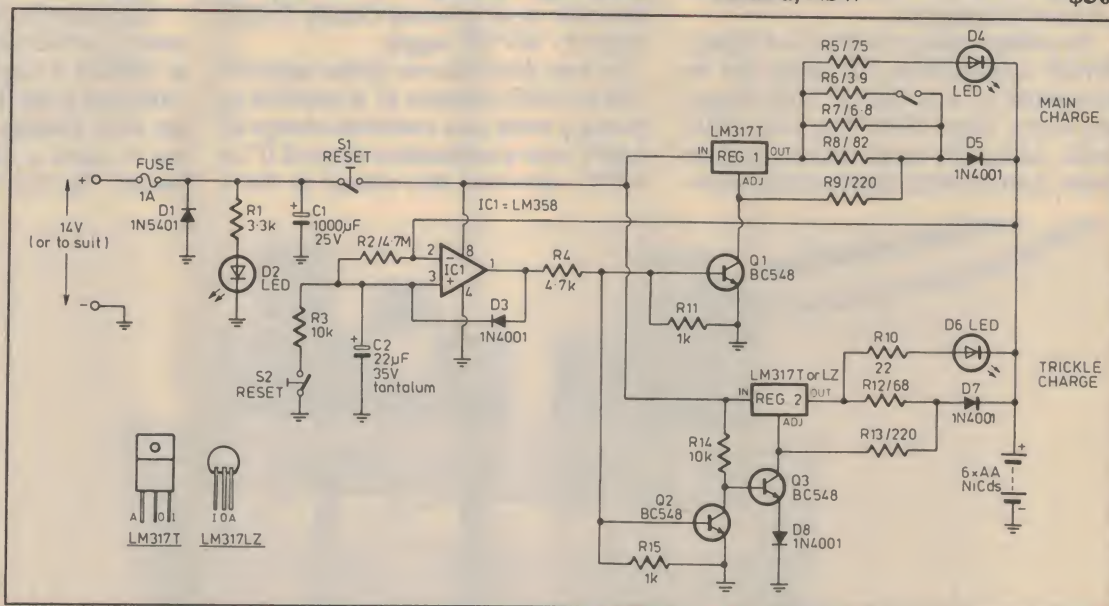 $30
FUSE
1A
14V
(or to suit)
+
-
D1
1N5401
R1
3.3k
D2
LED
+
C1
1000µF
25V
S1
RESET
IC1 = LM358
R2/4.7M
R3
10k
S2
RESET
+
C2
22µF
35V
tantalum
2
3
-
+
IC1
8
4
1
D3
1N4001
R4
4.7k
R11
1k
Q1
BC548
LM317T
IN
REG 1
OUT
ADJ
R5/75
R6/3.9
R7/6.8
R8/82
R9/220
D4
LED
D5
1N4001
MAIN
CHARGE
LM317T or LZ
IN
REG 2
OUT
ADJ
R10
22
R12/68
R13/220
D6 LED
D7
1N4001
TRICKLE
CHARGE
R14
10k
Q2
BC548
R15
1k
Q3
BC548
D8
1N4001
+
6×AA
NiCds
-
A O I
LM317T
I O A
LM317LZ